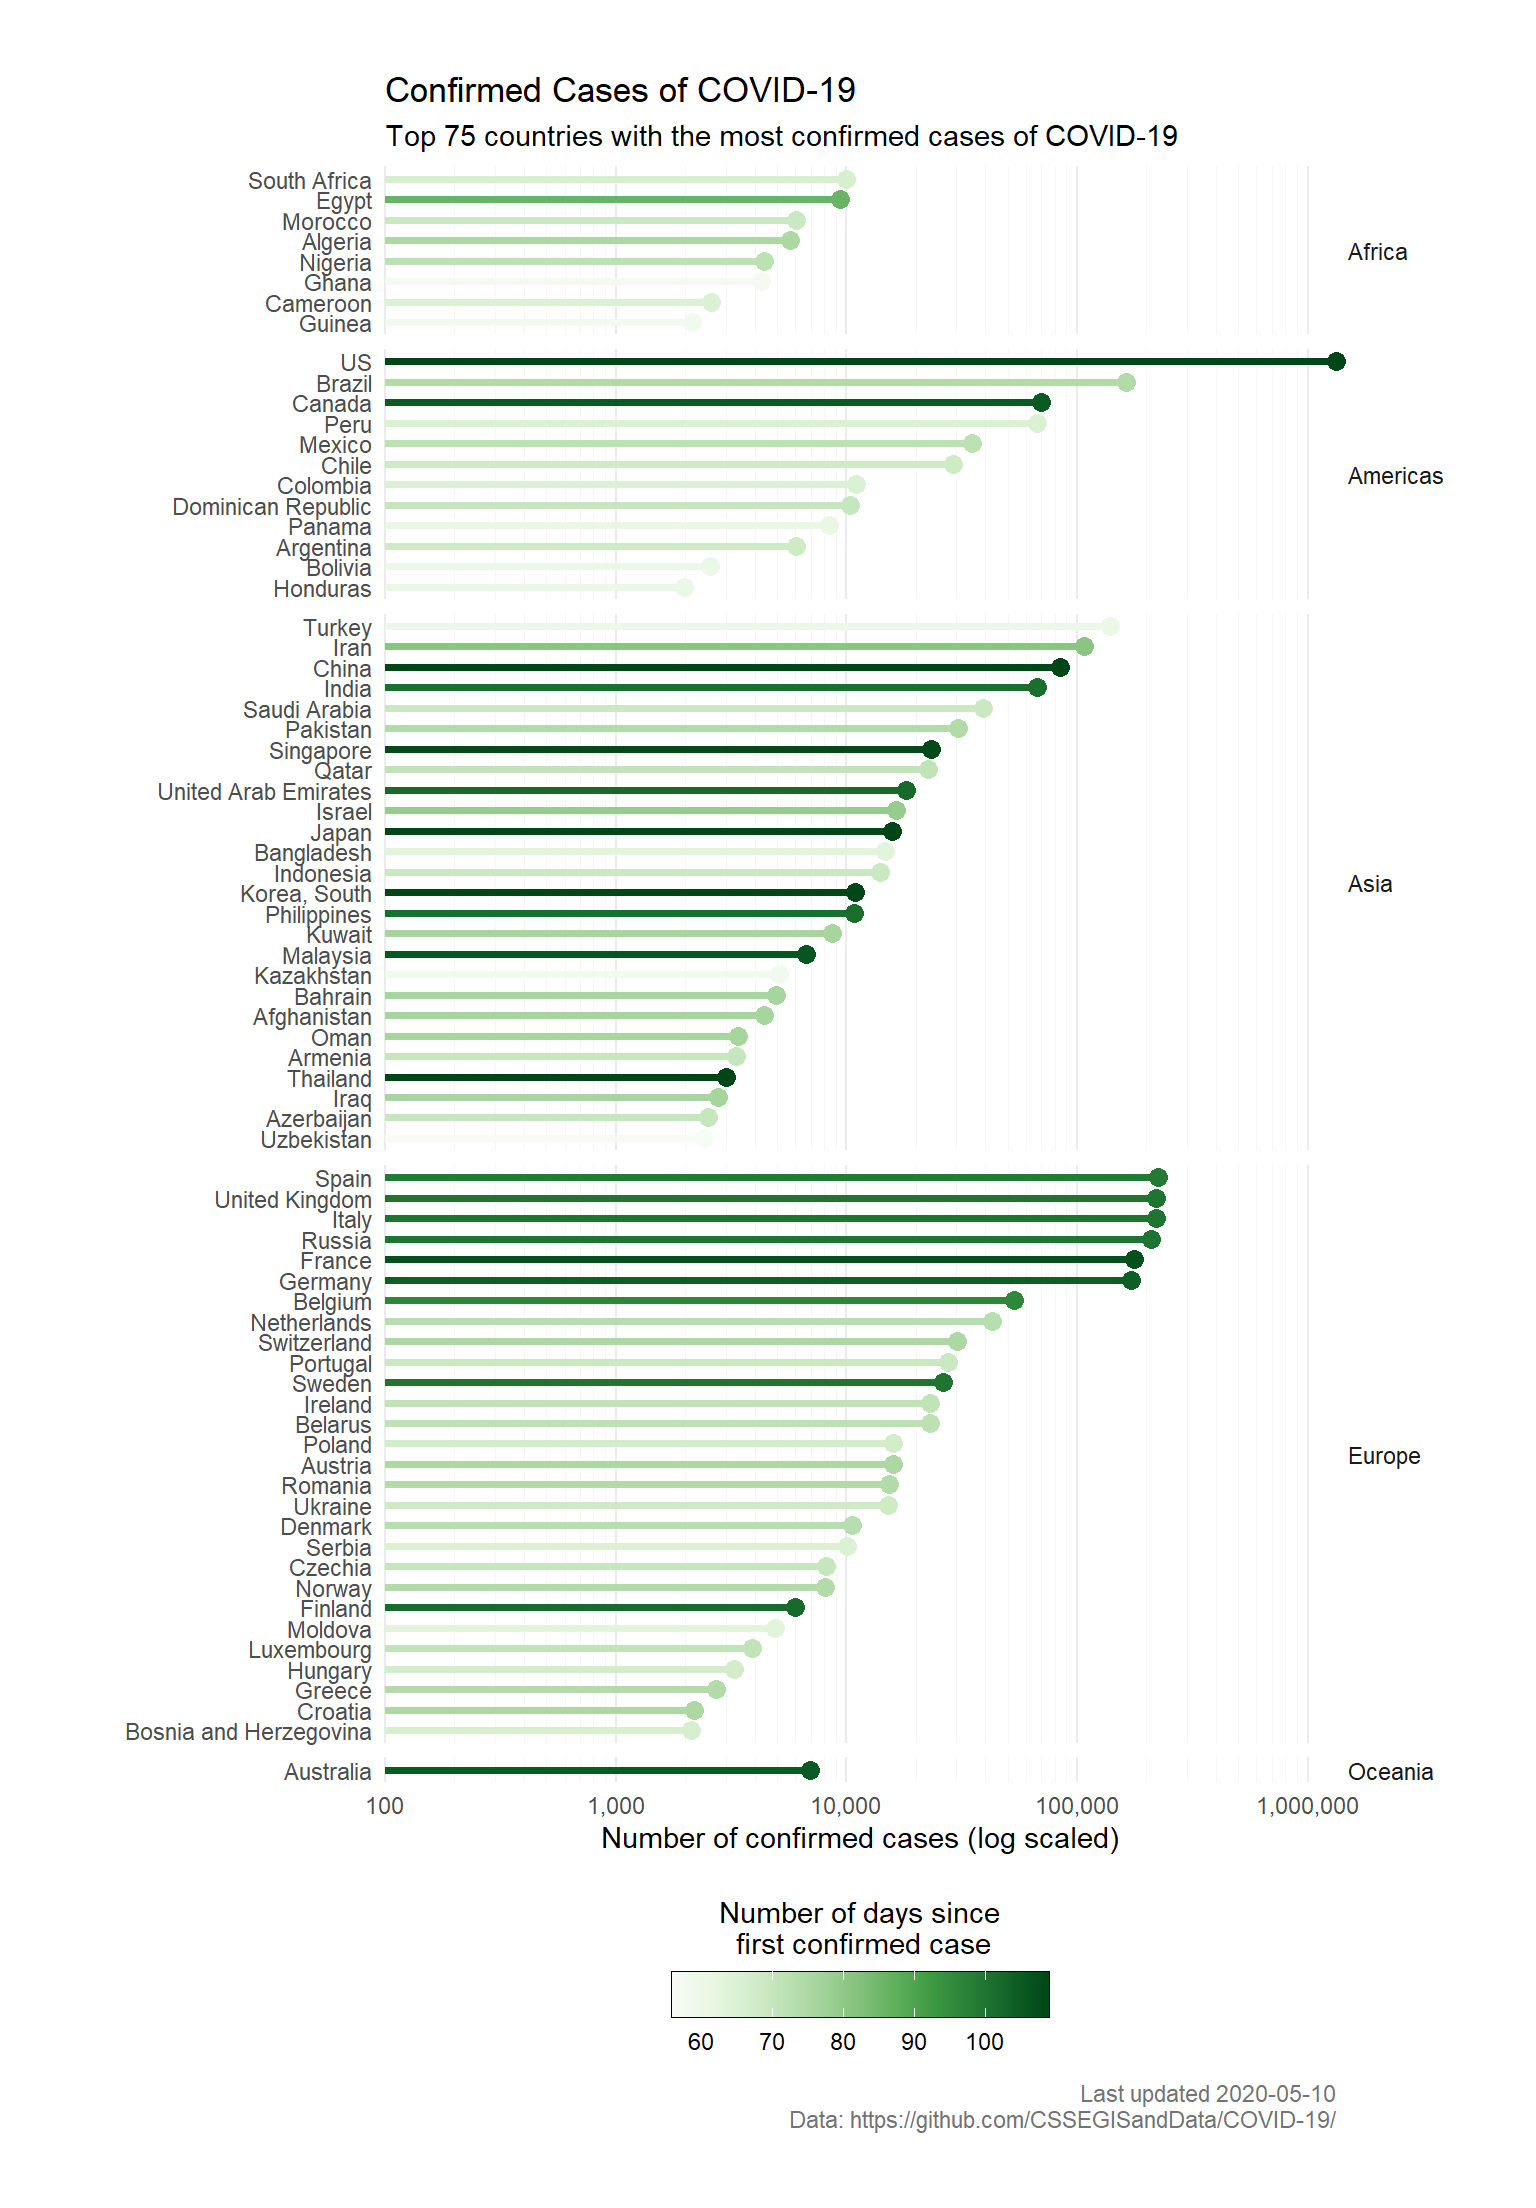 Confirmed Cases of COVID-19
Top 75 countries with the most confirmed cases of COVID-19
South Africa
Egypt
Morocco
Algeria
Nigeria
Ghana
Cameroon
Guinea
Africa
US
Brazil
Canada
Peru
Mexico
Chile
Colombia
Dominican Republic
Panama
Argentina
Bolivia
Honduras
Americas
Turkey
Iran
China
India
Saudi Arabia
Pakistan
Singapore
Qatar
United Arab Emirates
Israel
Japan
Bangladesh
Indonesia
Korea, South
Philippines
Kuwait
Malaysia
Kazakhstan
Bahrain
Afghanistan
Oman
Armenia
Thailand
Iraq
Azerbaijan
Uzbekistan
Asia
Spain
United Kingdom
Italy
Russia
France
Germany
Belgium
Netherlands
Switzerland
Portugal
Sweden
Ireland
Belarus
Poland
Austria
Romania
Ukraine
Denmark
Serbia
Czechia
Norway
Finland
Moldova
Luxembourg
Hungary
Greece
Croatia
Bosnia and Herzegovina
Europe
Australia
Oceania
100 1,000 10,000 100,000 1,000,000
Number of confirmed cases (log scaled)
Number of days since
first confirmed case
60 70 80 90 100
Last updated 2020-05-10
Data: https://github.com/CSSEGISandData/COVID-19/